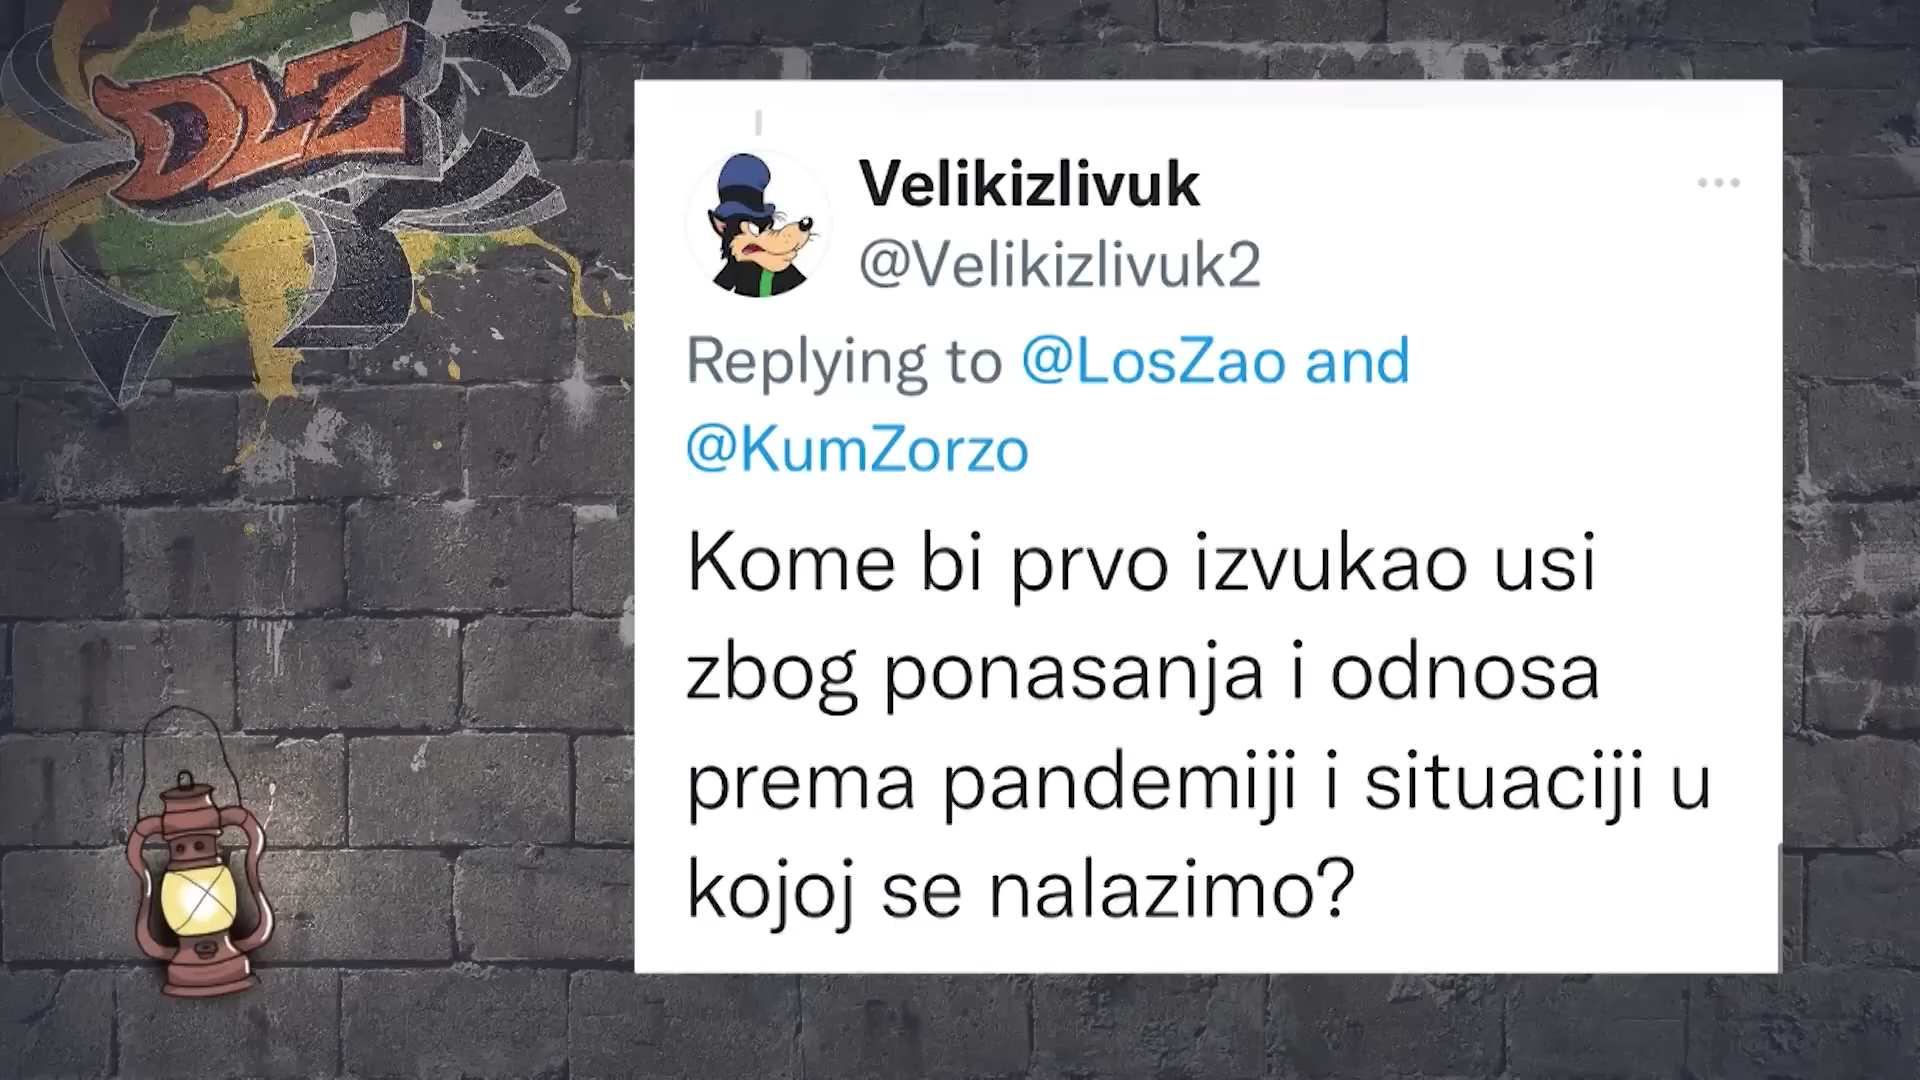 DLZ
Velikizlivuk
@Velikizlivuk2
Replying to @LosZao and
@KumZorzo
Kome bi prvo izvukao usi
zbog ponasanja i odnosa
prema pandemiji i situaciji u
kojoj se nalazimo?